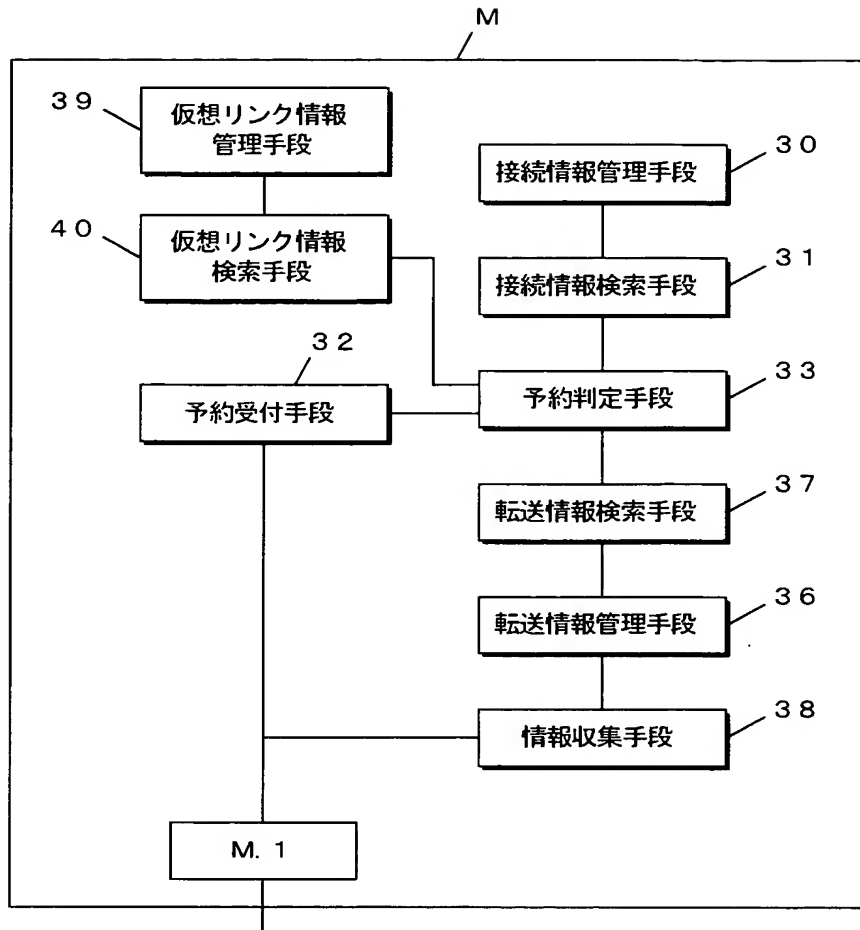 M
39
仮想リンク情報
管理手段
30
接続情報管理手段
40
仮想リンク情報
検索手段
31
接続情報検索手段
32
予約受付手段
33
予約判定手段
37
転送情報検索手段
36
転送情報管理手段
38
情報収集手段
M. 1